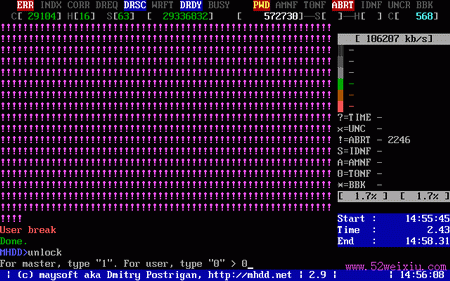 ERR INDX CORR DREQ DRSC WRFT DRDY BUSY PWD AMNF TONF ABRT IDNF UNCR BBK
C[ 29104] H[16] S[63] [ 29336832] [ 572730]—S[ ]—H[ ] C[ 568]
[ 106207 kb/s]
?=TIME -
x=UNC -
!=ABRT - 2246
S=IDNF -
A=AMNF -
0=TONF -
*=BBK -
[ 1.7% ] [ 1.7% ]
!!!!
User break
Done.
MHDD>unlock
For master, type "1". For user, type "0" > 0_
Start : 14:55:45
Time : 2.43
End : 14:58.31
www.52weixiu.com
(c) maysoft aka Dmitry Postrigan, http://mhdd.net | 2.9 | 14:56:08